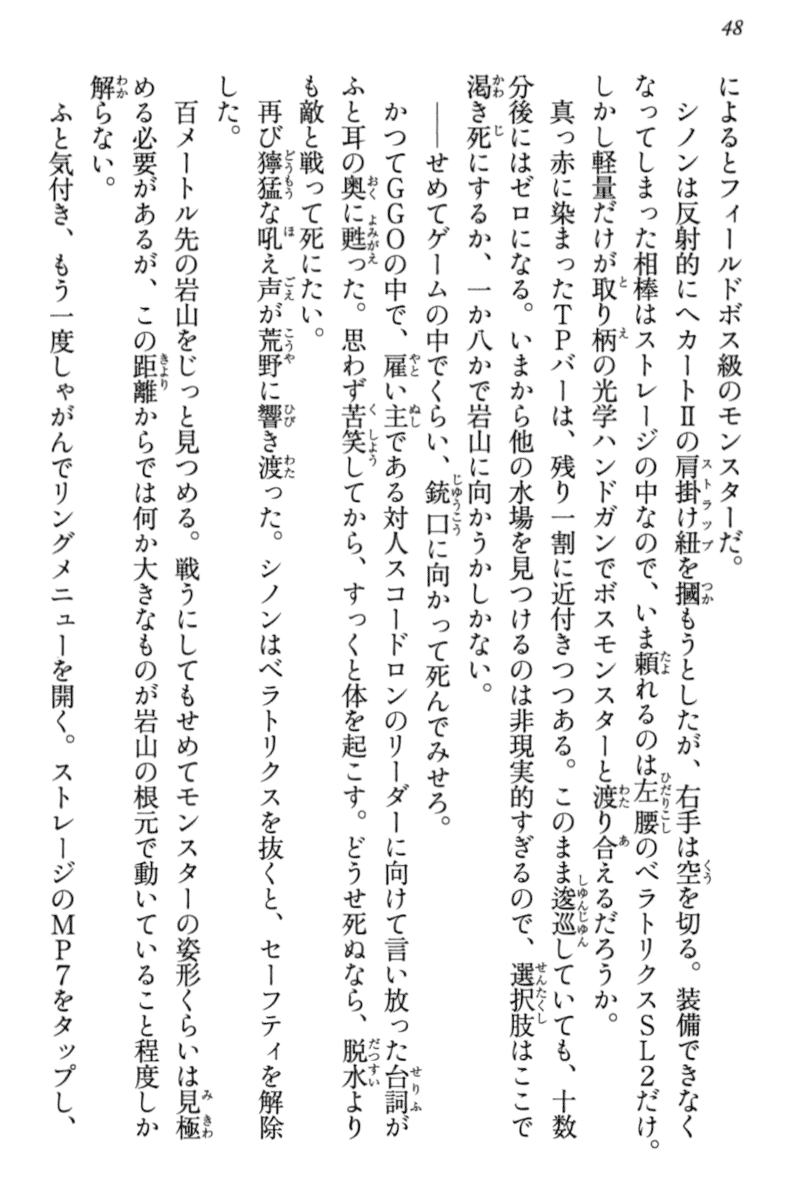 48
によるとフィールドボス級のモンスターだ。
シノンは反射的にヘカートⅡの肩掛け紐を摑もうとしたが、右手は空を切る。装備できなく
なってしまった相棒はストレージの中なので、いま頼れるのは左腰のベラトリクスSL2だけ。
しかし軽量だけが取り柄の光学ハンドガンでボスモンスターと渡り合えるだろうか。
真っ赤に染まったTPバーは、残り一割に近付きつつある。このまま逡巡していても、十数
分後にはゼロになる。いまから他の水場を見つけるのは非現実的すぎるので、選択肢はここで
渇き死にするか、一か八かで岩山に向かうかしかない。
――せめてゲームの中でくらい、銃口に向かって死んでみせろ。
かつてGGOの中で、雇い主である対人スコードロンのリーダーに向けて言い放った台詞が
ふと耳の奥に甦った。思わず苦笑してから、すっくと体を起こす。どうせ死ぬなら、脱水より
も敵と戦って死にたい。
再び獰猛な吼え声が荒野に響き渡った。シノンはベラトリクスを抜くと、セーフティを解除
した。
百メートル先の岩山をじっと見つめる。戦うにしてもせめてモンスターの姿形くらいは見極
める必要があるが、この距離からでは何か大きなものが岩山の根元で動いていること程度しか
解らない。
ふと気付き、もう一度しゃがんでリングメニューを開く。ストレージのMP7をタップし、